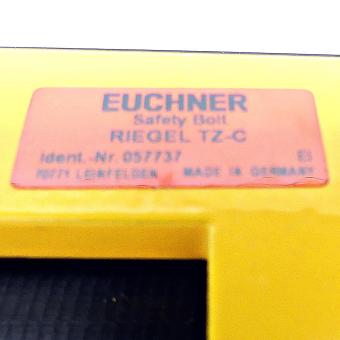 EUCHNER
Safety Bolt
RIEGEL TZ-C
Ident.-Nr. 057737
70771 LEINFELDEN MADE IN GERMANY